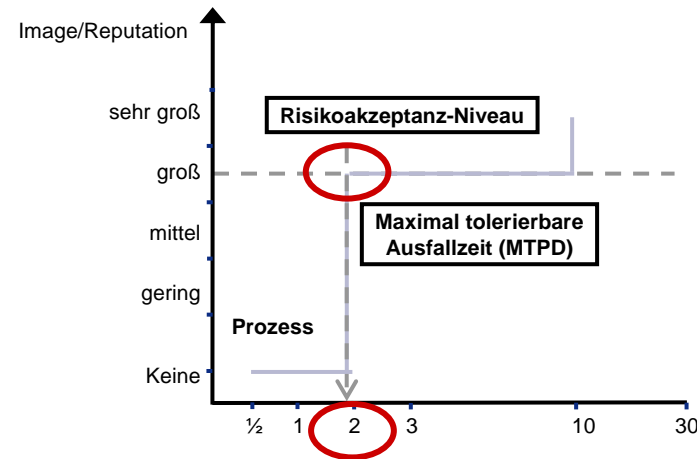 Image/Reputation
sehr groß
Risikoakzeptanz-Niveau
groß
Maximal tolerierbare
Ausfallzeit (MTPD)
mittel
gering
Prozess
Keine
½ 1 2 3 10 30